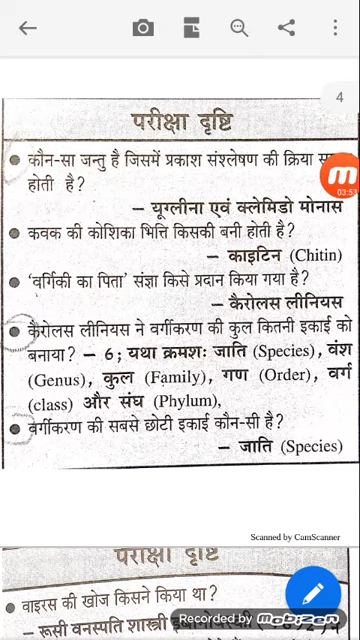 4
परीक्षा दृष्टि
कौन-सा जन्तु है जिसमें प्रकाश संश्लेषण की क्रिया
होती है?
– यूग्लीना एवं क्लेमिडो मोनास
कवक की कोशिका भित्ति किसकी बनी होती है?
– काइटिन (Chitin)
'वर्गिकी का पिता' संज्ञा किसे प्रदान किया गया है?
– कैरोलस लीनियस
कैरोलस लीनियस ने वर्गीकरण की कुल कितनी इकाई को
बनाया? – 6; यथा क्रमशः जाति (Species), वंश
(Genus), कुल (Family), गण (Order), वर्ग
(class) और संघ (Phylum),
वर्गीकरण की सबसे छोटी इकाई कौन-सी है?
– जाति (Species)
Scanned by CamScanner
परीक्षा दृष्टि
वाइरस की खोज किसने किया था?
– रूसी वनस्पति शास्त्री
03:53
RECORDED WITH
MOBIZEN